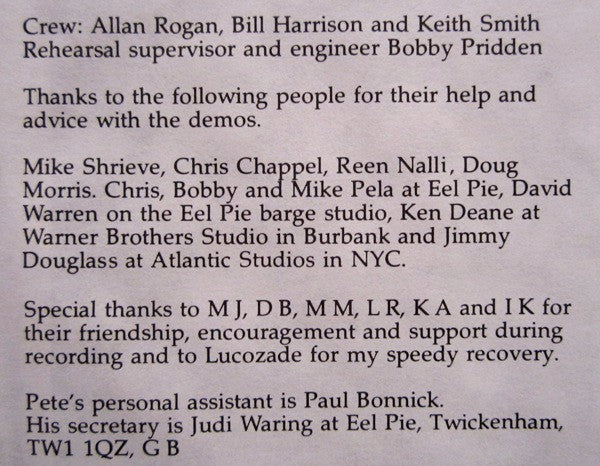 Crew: Allan Rogan, Bill Harrison and Keith Smith
Rehearsal supervisor and engineer Bobby Pridden
Thanks to the following people for their help and
advice with the demos.
Mike Shrieve, Chris Chappel, Reen Nalli, Doug
Morris. Chris, Bobby and Mike Pela at Eel Pie, David
Warren on the Eel Pie barge studio, Ken Deane at
Warner Brothers Studio in Burbank and Jimmy
Douglass at Atlantic Studios in NYC.
Special thanks to M J, D B, M M, L R, K A and I K for
their friendship, encouragement and support during
recording and to Lucozade for my speedy recovery.
Pete's personal assistant is Paul Bonnick.
His secretary is Judi Waring at Eel Pie, Twickenham,
TW1 1QZ, G B